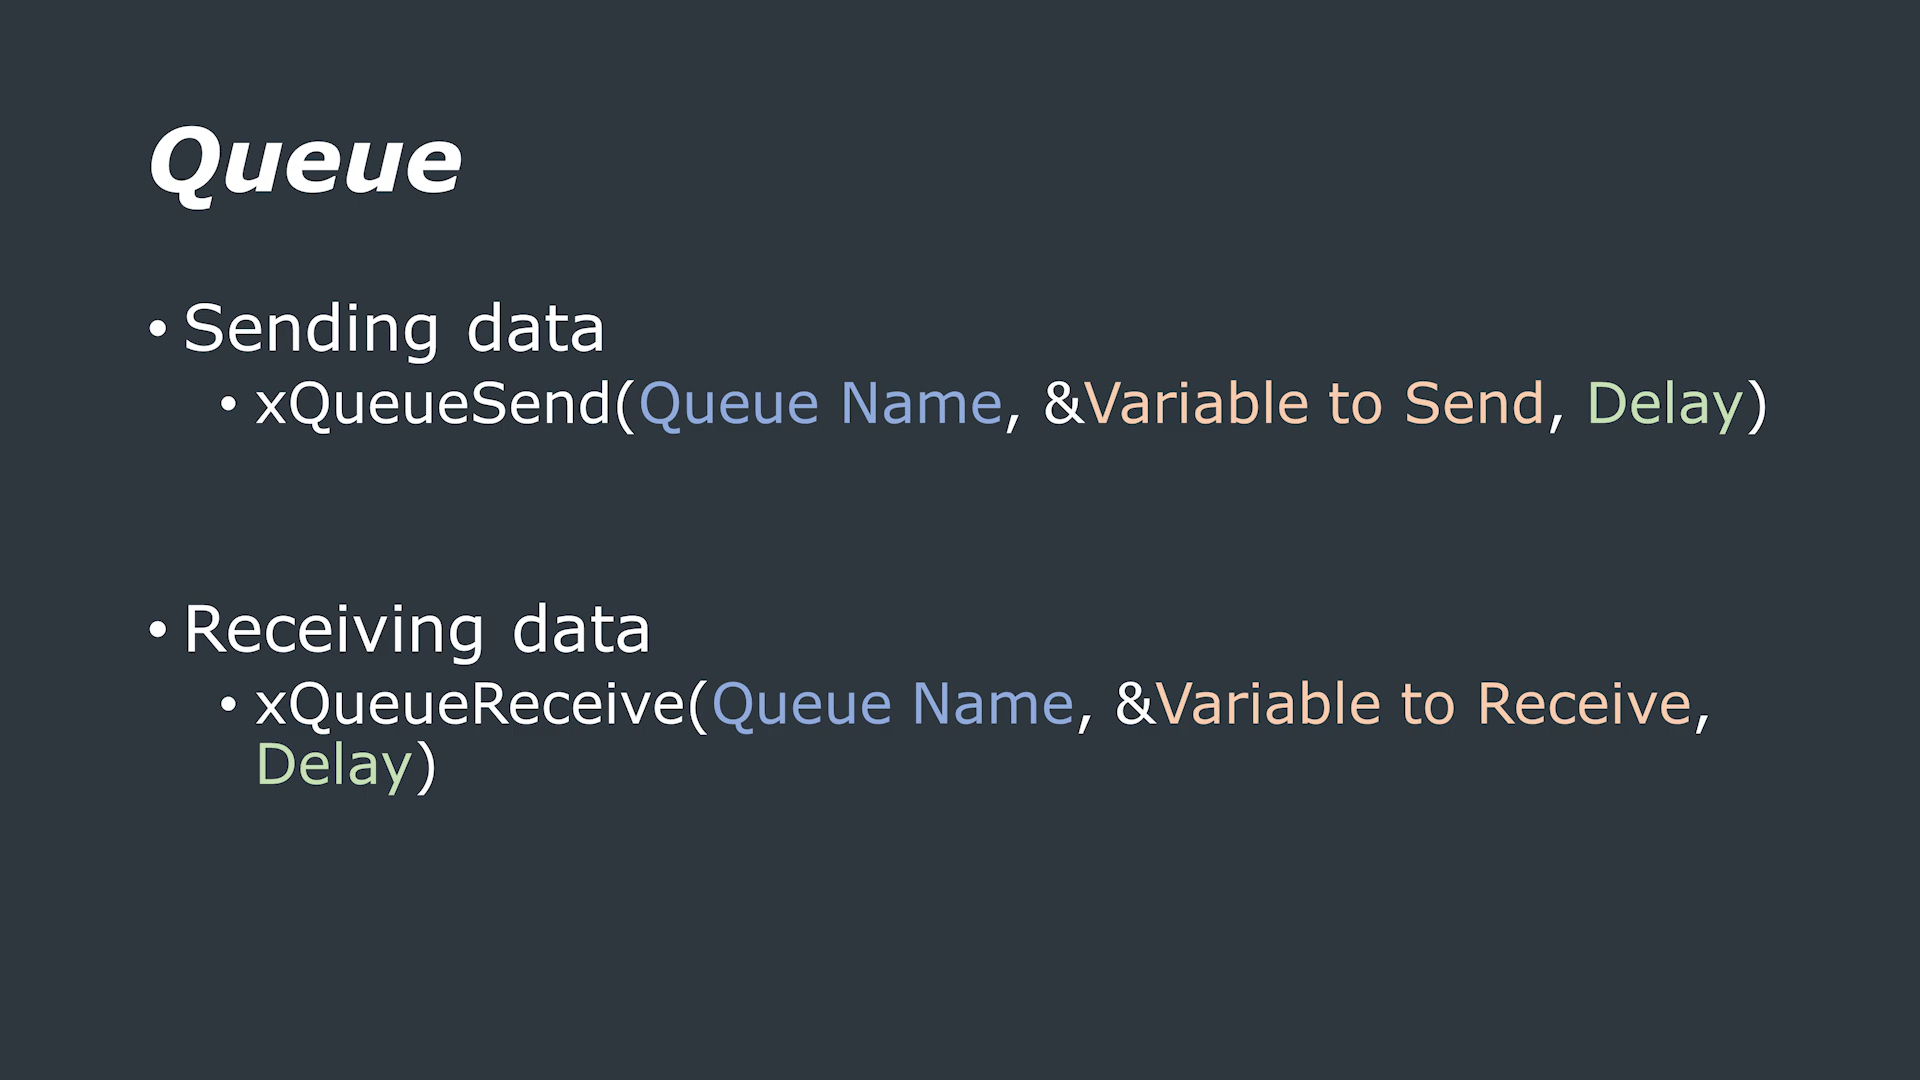 Queue
• Sending data
• xQueueSend(Queue Name, &Variable to Send, Delay)
• Receiving data
• xQueueReceive(Queue Name, &Variable to Receive,
Delay)